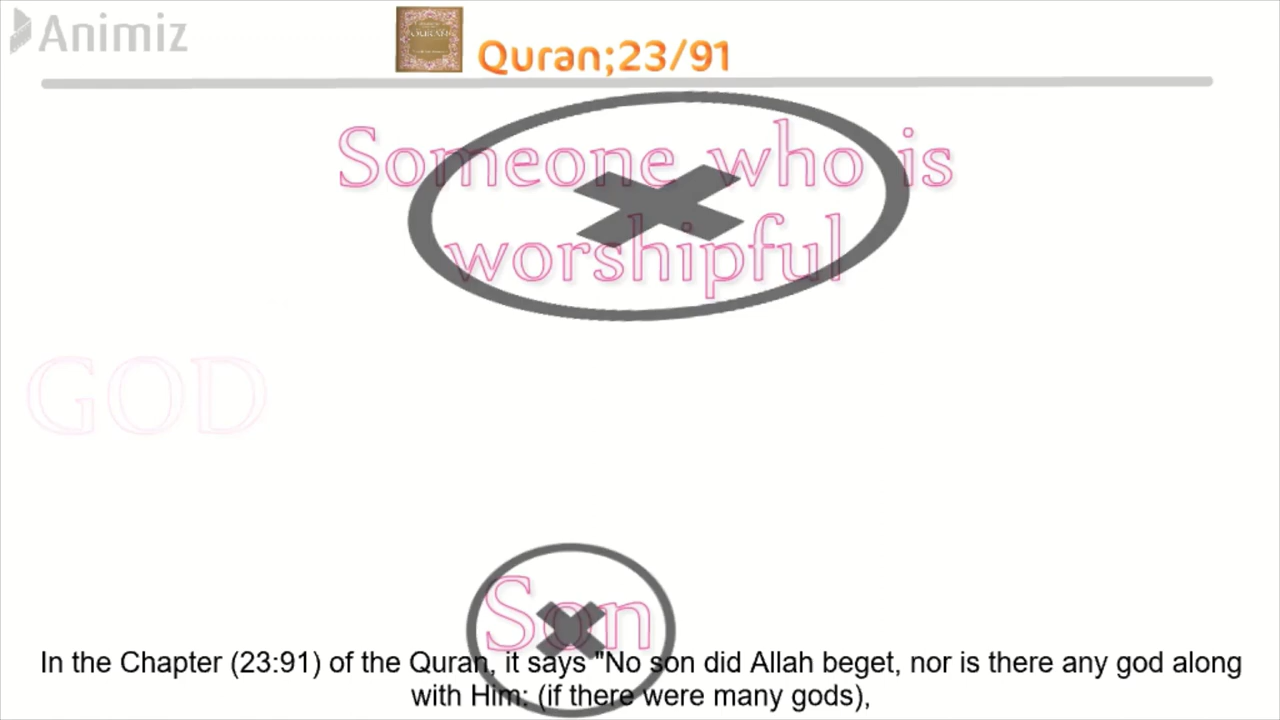 Animiz
QURAN
Quran;23/91
Someone who is
worshipful
GOD
Son
In the Chapter (23:91) of the Quran, it says "No son did Allah beget, nor is there any god along
with Him: (if there were many gods),